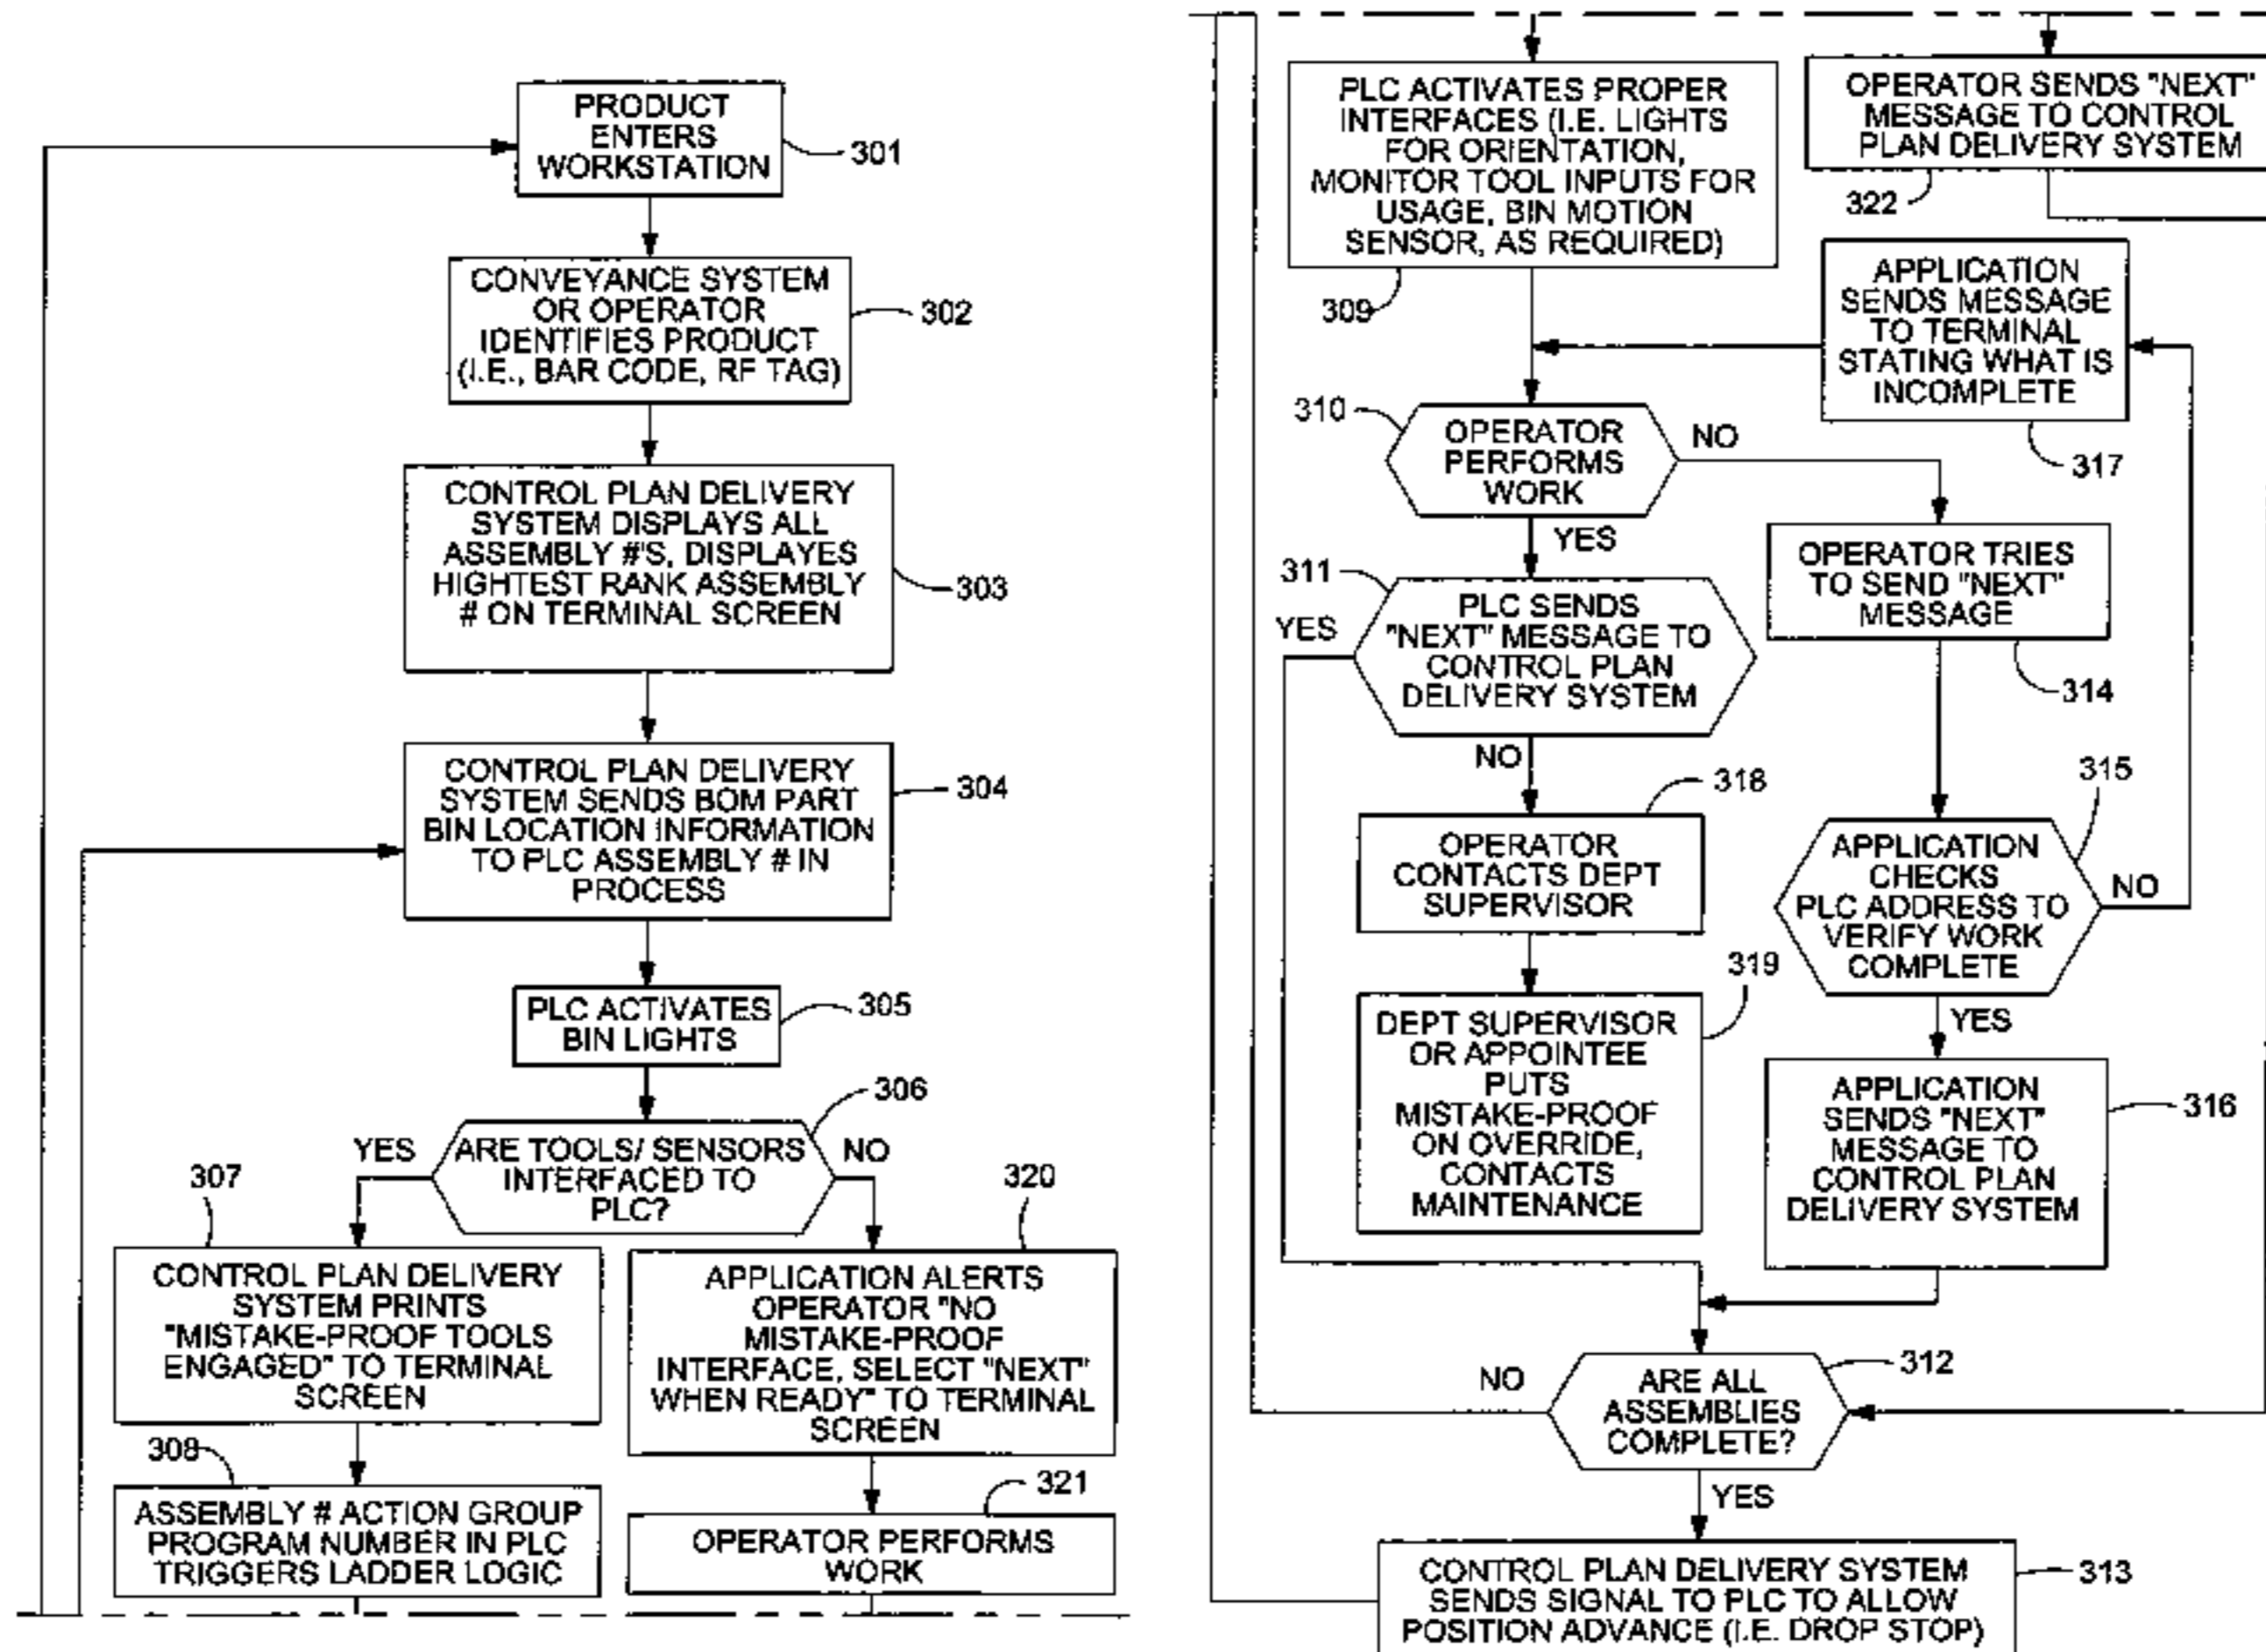 PRODUCT
ENTERS
WORKSTATION
301
CONVEYANCE SYSTEM
OR OPERATOR
IDENTIFIES PRODUCT
(I.E., BAR CODE, RF TAG)
302
CONTROL PLAN DELIVERY
SYSTEM DISPLAYS ALL
ASSEMBLY #'S, DISPLAYES
HIGHTEST RANK ASSEMBLY
# ON TERMINAL SCREEN
303
CONTROL PLAN DELIVERY
SYSTEM SENDS BOM PART
BIN LOCATION INFORMATION
TO PLC ASSEMBLY # IN
PROCESS
304
PLC ACTIVATES
BIN LIGHTS
305
306
YES
ARE TOOLS/ SENSORS
INTERFACED TO
PLC?
NO
307
CONTROL PLAN DELIVERY
SYSTEM PRINTS
"MISTAKE-PROOF TOOLS
ENGAGED" TO TERMINAL
SCREEN
308
ASSEMBLY # ACTION GROUP
PROGRAM NUMBER IN PLC
TRIGGERS LADDER LOGIC
320
APPLICATION ALERTS
OPERATOR "NO
MISTAKE-PROOF
INTERFACE, SELECT "NEXT"
WHEN READY" TO TERMINAL
SCREEN
321
OPERATOR PERFORMS
WORK
PLC ACTIVATES PROPER
INTERFACES (I.E. LIGHTS
FOR ORIENTATION,
MONITOR TOOL INPUTS FOR
USAGE, BIN MOTION
SENSOR, AS REQUIRED)
309
OPERATOR SENDS "NEXT"
MESSAGE TO CONTROL
PLAN DELIVERY SYSTEM
322
APPLICATION
SENDS MESSAGE
TO TERMINAL
STATING WHAT IS
INCOMPLETE
317
310
OPERATOR
PERFORMS
WORK
NO
YES
311
YES
PLC SENDS
"NEXT" MESSAGE TO
CONTROL PLAN
DELIVERY SYSTEM
NO
OPERATOR TRIES
TO SEND "NEXT"
MESSAGE
314
318
OPERATOR
CONTACTS DEPT
SUPERVISOR
315
APPLICATION
CHECKS
PLC ADDRESS TO
VERIFY WORK
COMPLETE
NO
YES
319
DEPT SUPERVISOR
OR APPOINTEE
PUTS
MISTAKE-PROOF
ON OVERRIDE,
CONTACTS
MAINTENANCE
APPLICATION
SENDS "NEXT"
MESSAGE TO
CONTROL PLAN
DELIVERY SYSTEM
316
312
NO
ARE ALL
ASSEMBLIES
COMPLETE?
YES
CONTROL PLAN DELIVERY SYSTEM
SENDS SIGNAL TO PLC TO ALLOW
POSITION ADVANCE (I.E. DROP STOP)
313